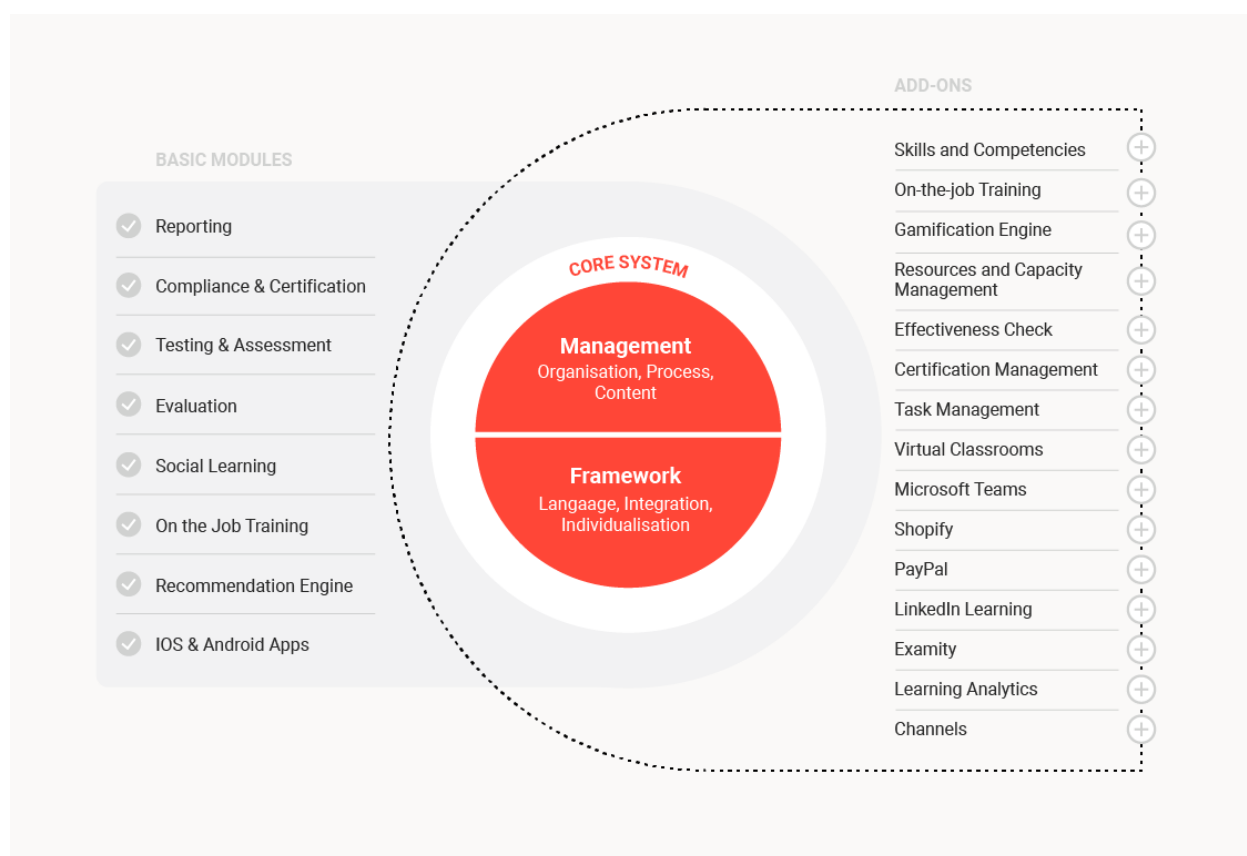 BASIC MODULES
Reporting
Compliance & Certification
Testing & Assessment
Evaluation
Social Learning
On the Job Training
Recommendation Engine
IOS & Android Apps
CORE SYSTEM
Management
Organisation, Process,
Content
Framework
Langaage, Integration,
Individualisation
ADD-ONS
Skills and Competencies
On-the-job Training
Gamification Engine
Resources and Capacity
Management
Effectiveness Check
Certification Management
Task Management
Virtual Classrooms
Microsoft Teams
Shopify
PayPal
LinkedIn Learning
Examity
Learning Analytics
Channels